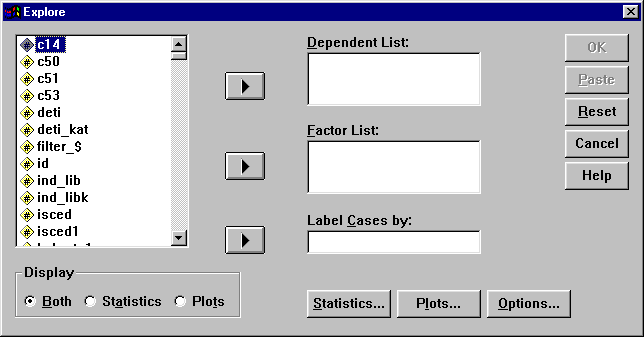 Explore
c14
c50
c51
c53
deti
deti_kat
filter_$
id
ind_lib
ind_libk
isced
isced1
Dependent List:
Factor List:
Label Cases by:
OK
Paste
Reset
Cancel
Help
Display
Both Statistics Plots
Statistics... Plots... Options...